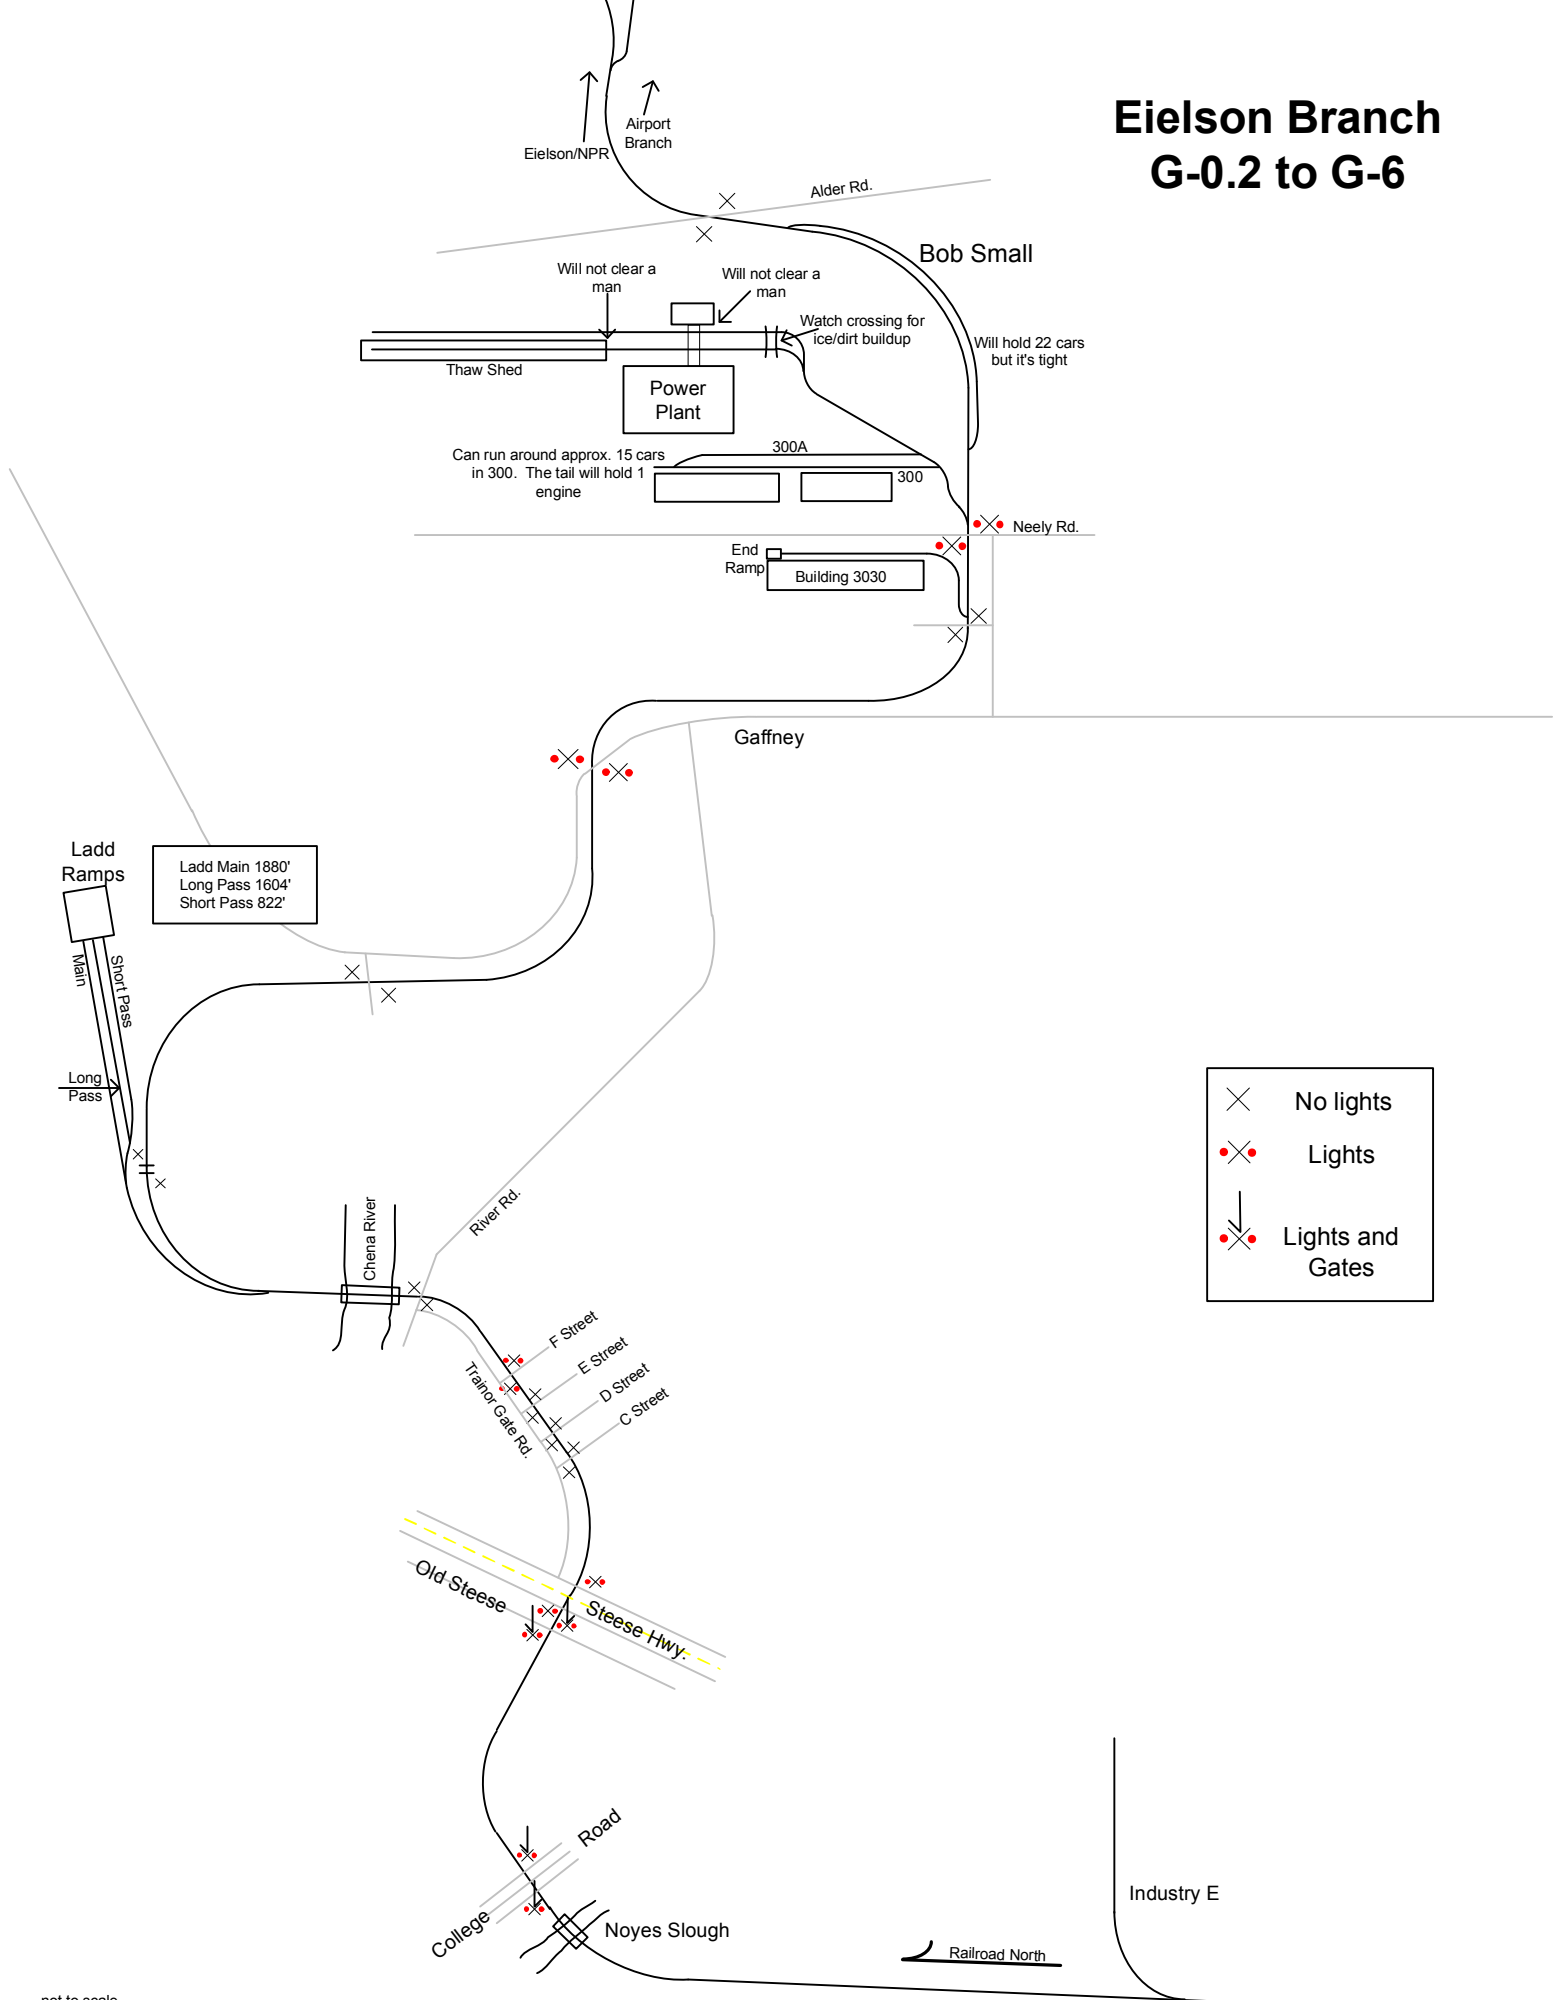 Eielson Branch
G-0.2 to G-6
Airport
Branch
Eielson/NPR
Alder Rd.
Bob Small
Will not clear a
man
Will not clear a
man
Watch crossing for
ice/dirt buildup
Will hold 22 cars
but it's tight
Thaw Shed
Power
Plant
300A
Can run around approx. 15 cars
in 300.  The tail will hold 1
engine
300
Neely Rd.
End
Ramp
Building 3030
Gaffney
Ladd
Ramps
Ladd Main 1880'
Long Pass 1604'
Short Pass 822'
Main
Short Pass
Long
Pass
No lights
Lights
Lights and
Gates
River Rd.
Chena River
F Street
E Street
D Street
C Street
Trainor Gate Rd.
Old Steese
Steese Hwy.
Road
College
Noyes Slough
Industry E
Railroad North
not to scale